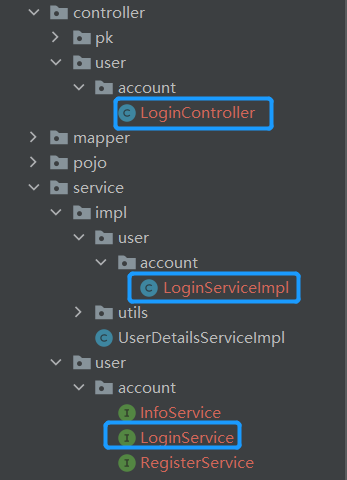 controller
pk
user
account
LoginController
mapper
pojo
service
impl
user
account
LoginServiceImpl
utils
UserDetailsServiceImpl
user
account
InfoService
LoginService
RegisterService